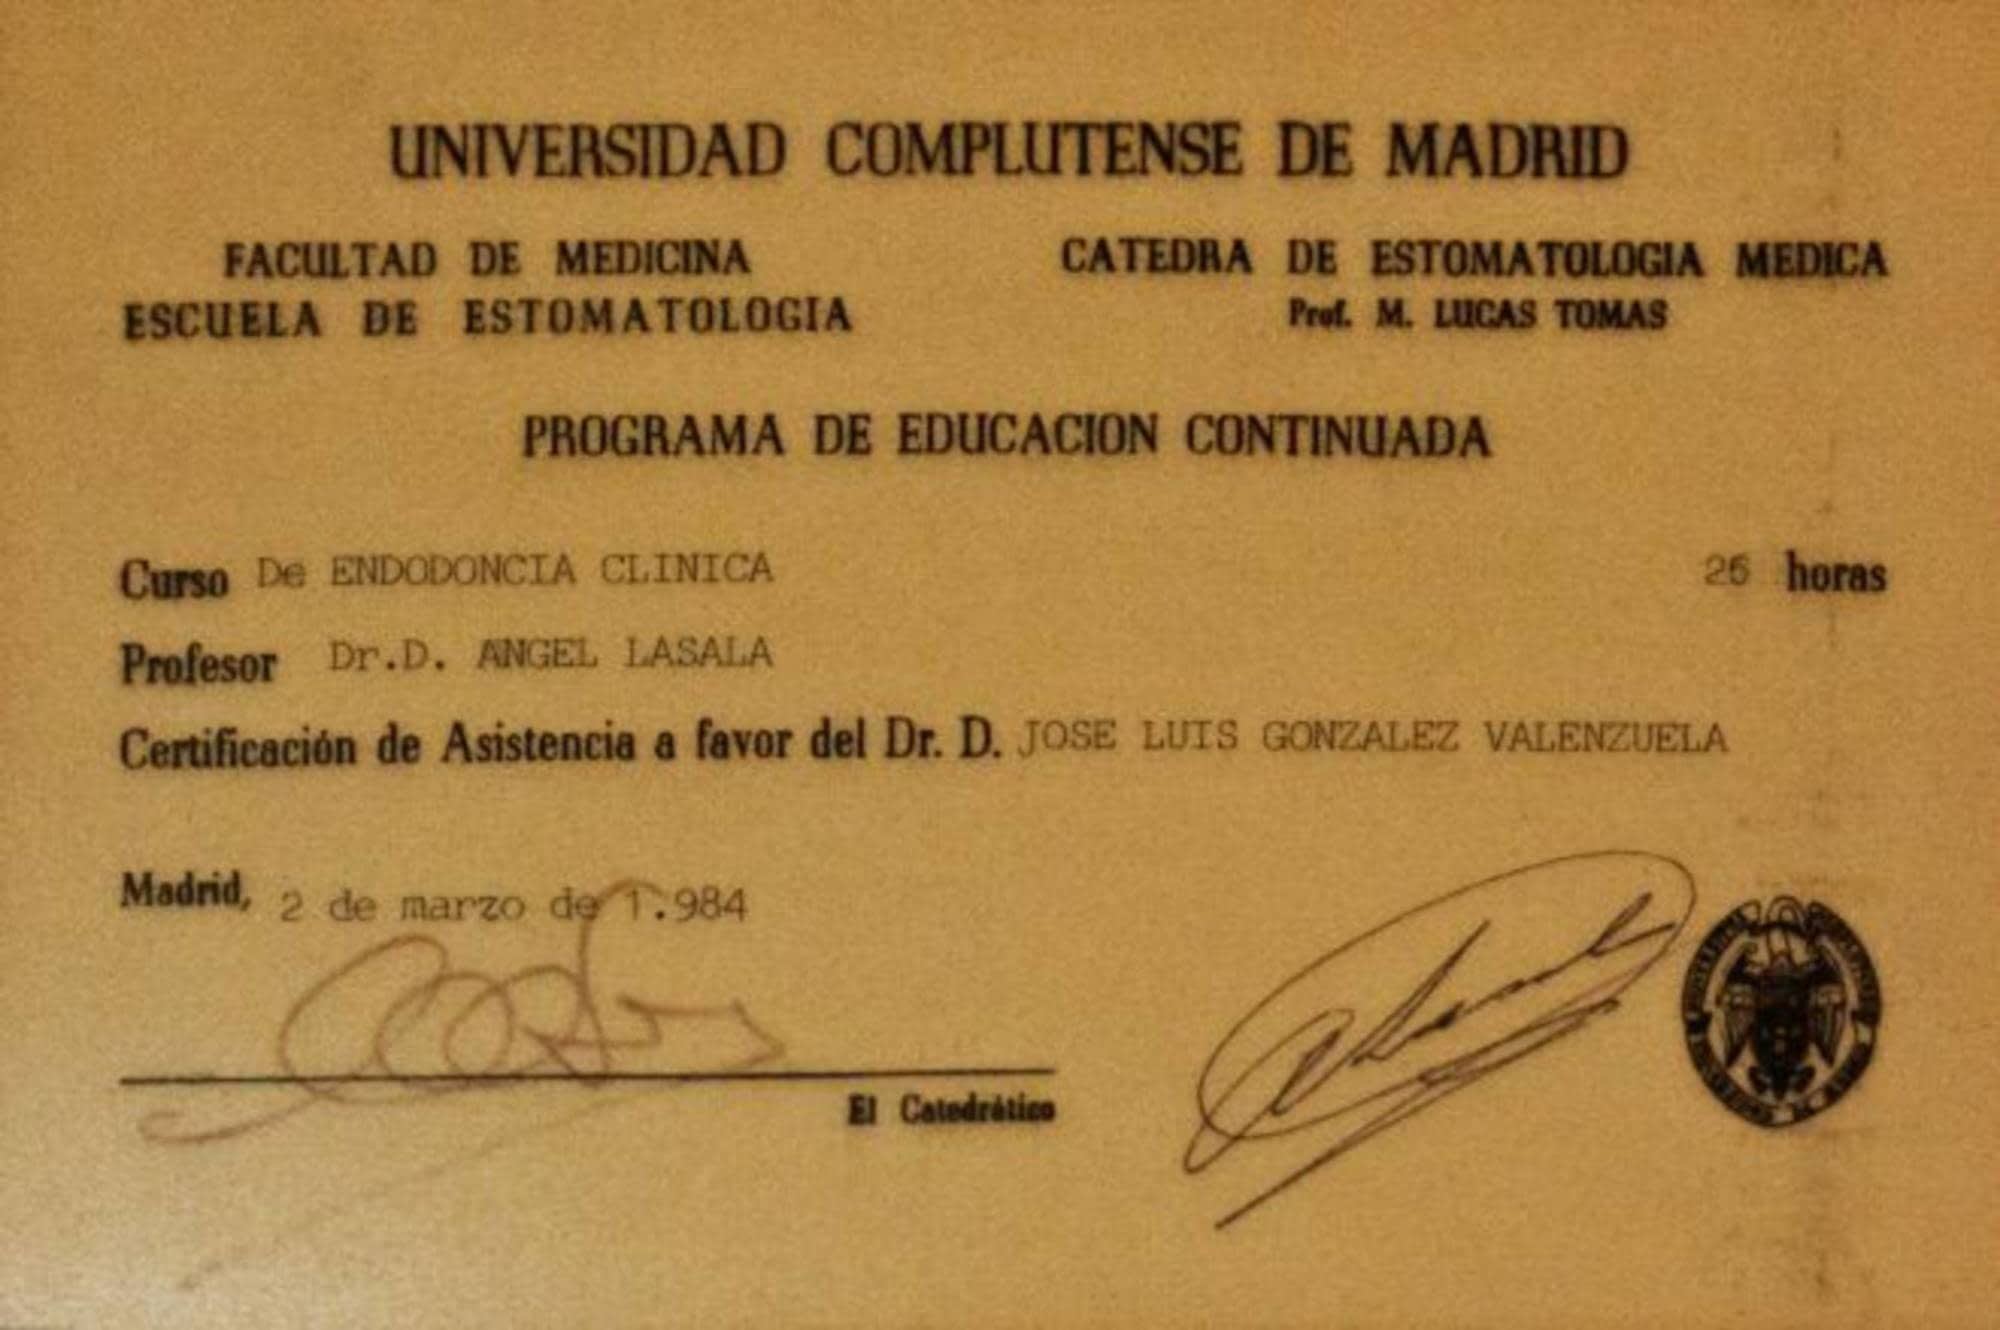 UNIVERSIDAD COMPLUTENSE DE MADRID
FACULTAD DE MEDICINA
ESCUELA DE ESTOMATOLOGIA
CATEDRA DE ESTOMATOLOGIA MEDICA
Prof. M. LUCAS TOMAS
PROGRAMA DE EDUCACION CONTINUADA
Curso De ENDODONCIA CLINICA 25 horas
Profesor Dr.D. ANGEL LASALA
Certificación de Asistencia a favor del Dr. D. JOSE LUIS GONZALEZ VALENZUELA
Madrid, 2 de marzo de 1.984
El Catedrático